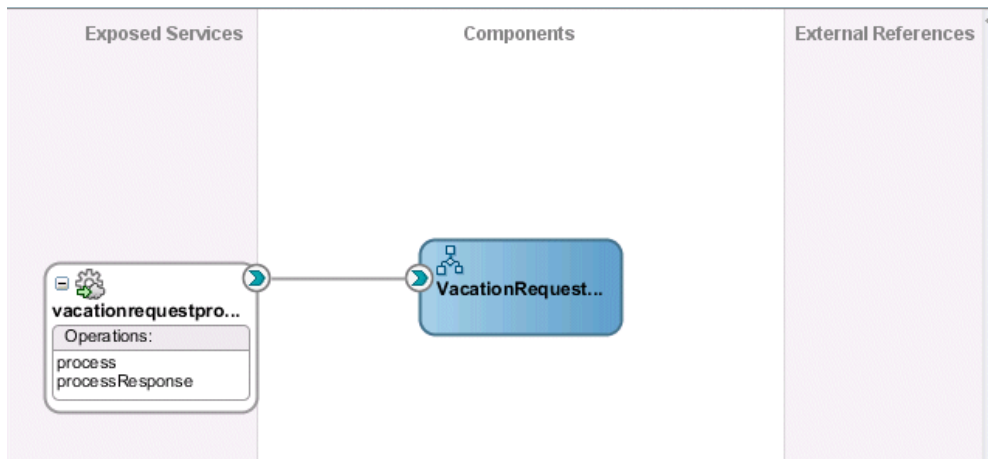 Exposed Services
Components
External References
vacationrequestpro...
Operations:
process
processResponse
VacationRequest...